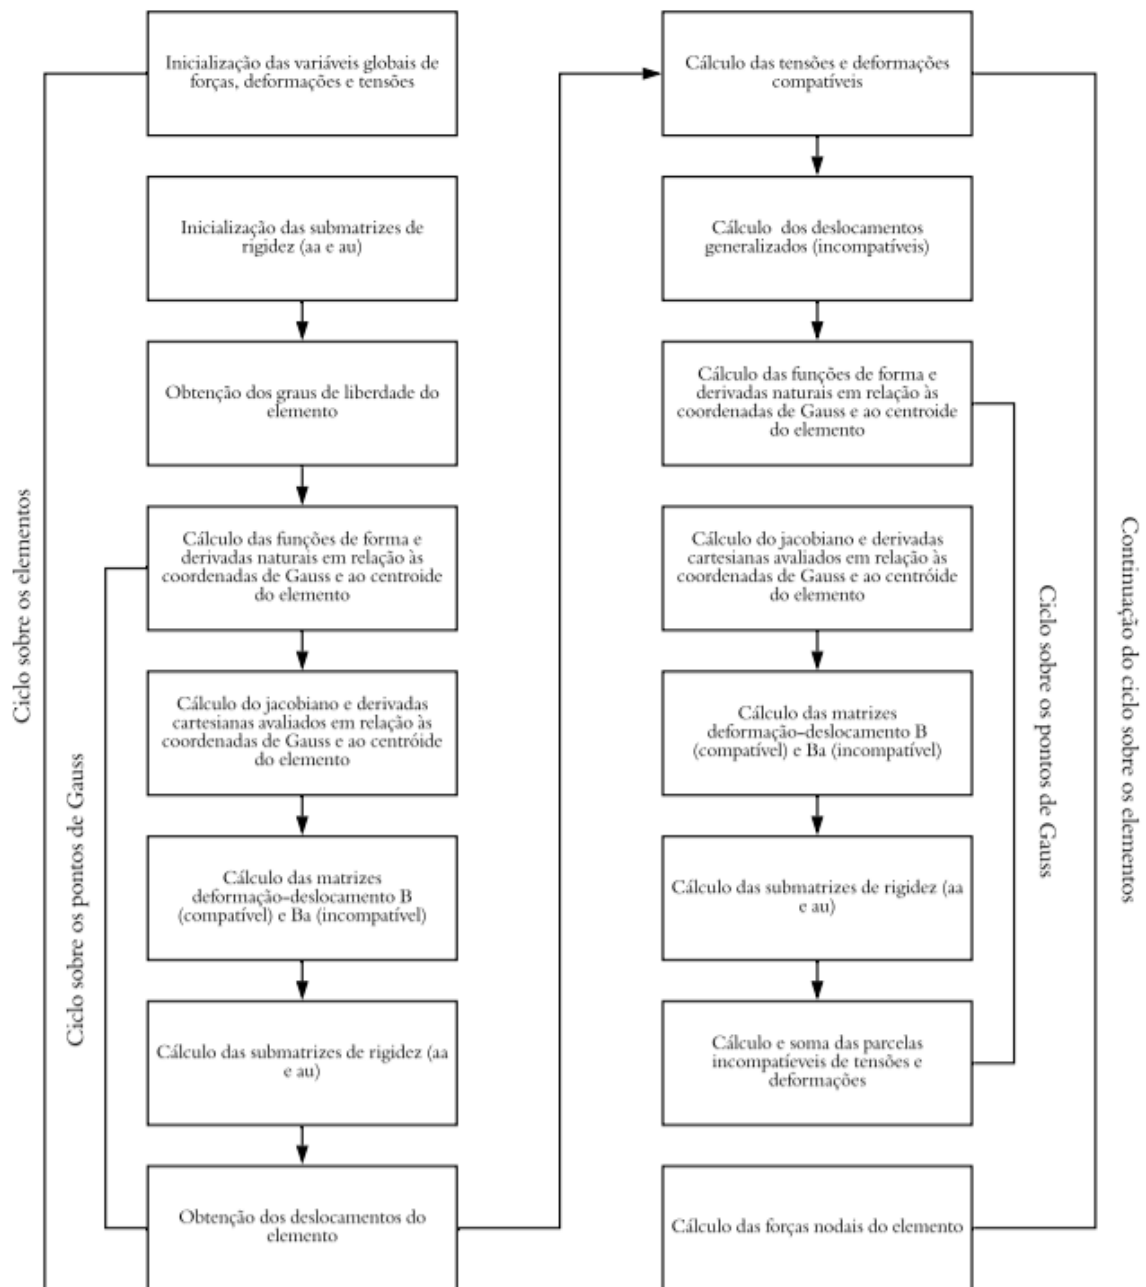 Inicialização das variáveis globais de
forças, deformações e tensões
Inicialização das submatrizes de
rigidez (aa e au)
Obtenção dos graus de liberdade do
elemento
Cálculo das funções de forma e
derivadas naturais em relação às
coordenadas de Gauss e ao centroide
do elemento
Cálculo do jacobiano e derivadas
cartesianas avaliados em relação às
coordenadas de Gauss e ao centróide
do elemento
Cálculo das matrizes
deformação-deslocamento B
(compatível) e Ba (incompatível)
Cálculo das submatrizes de rigidez (aa
e au)
Obtenção dos deslocamentos do
elemento
Ciclo sobre os elementos
Ciclo sobre os pontos de Gauss
Cálculo das tensões e deformações
compatíveis
Cálculo dos deslocamentos
generalizados (incompatíveis)
Cálculo das funções de forma e
derivadas naturais em relação às
coordenadas de Gauss e ao centroide
do elemento
Cálculo do jacobiano e derivadas
cartesianas avaliados em relação às
coordenadas de Gauss e ao centróide
do elemento
Cálculo das matrizes
deformação-deslocamento B
(compatível) e Ba (incompatível)
Cálculo das submatrizes de rigidez (aa
e au)
Cálculo e soma das parcelas
incompatíeveis de tensões e
deformações
Cálculo das forças nodais do elemento
Ciclo sobre os pontos de Gauss
Continuação do ciclo sobre os elementos